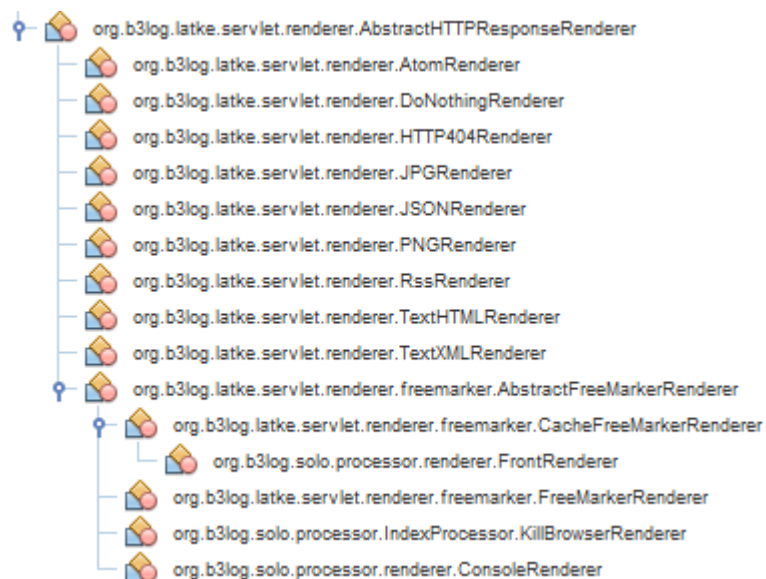 org.b3log.latke.servlet.renderer.AbstractHTTPResponseRenderer
org.b3log.latke.servlet.renderer.AtomRenderer
org.b3log.latke.servlet.renderer.DoNothingRenderer
org.b3log.latke.servlet.renderer.HTTP404Renderer
org.b3log.latke.servlet.renderer.JPGRenderer
org.b3log.latke.servlet.renderer.JSONRenderer
org.b3log.latke.servlet.renderer.PNGRenderer
org.b3log.latke.servlet.renderer.RssRenderer
org.b3log.latke.servlet.renderer.TextHTMLRenderer
org.b3log.latke.servlet.renderer.TextXMLRenderer
org.b3log.latke.servlet.renderer.freemarker.AbstractFreeMarkerRenderer
org.b3log.latke.servlet.renderer.freemarker.CacheFreeMarkerRenderer
org.b3log.solo.processor.renderer.FrontRenderer
org.b3log.latke.servlet.renderer.freemarker.FreeMarkerRenderer
org.b3log.solo.processor.IndexProcessor.KillBrowserRenderer
org.b3log.solo.processor.renderer.ConsoleRenderer